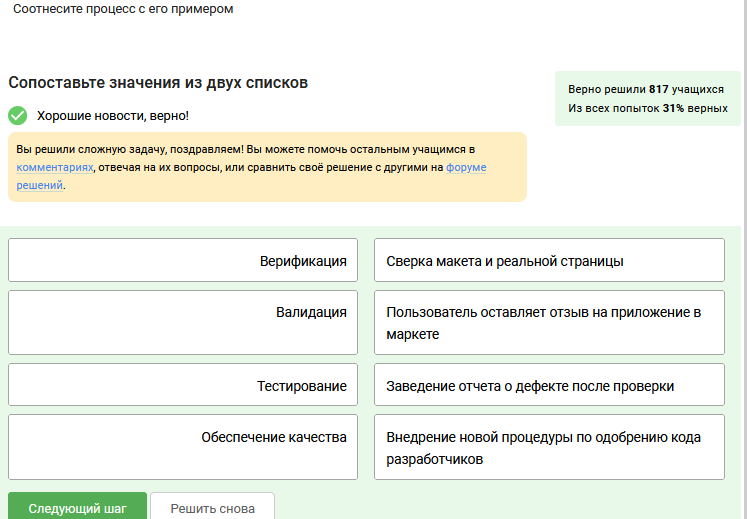 Соотнесите процесс с его примером
Сопоставьте значения из двух списков
Верно решили 817 учащихся
Из всех попыток 31% верных
Хорошие новости, верно!
Вы решили сложную задачу, поздравляем! Вы можете помочь остальным учащимся в
комментариях, отвечая на их вопросы, или сравнить своё решение с другими на форуме
решений.
Верификация
Сверка макета и реальной страницы
Валидация
Пользователь оставляет отзыв на приложение в
маркете
Тестирование
Заведение отчета о дефекте после проверки
Обеспечение качества
Внедрение новой процедуры по одобрению кода
разработчиков
Следующий шаг
Решить снова